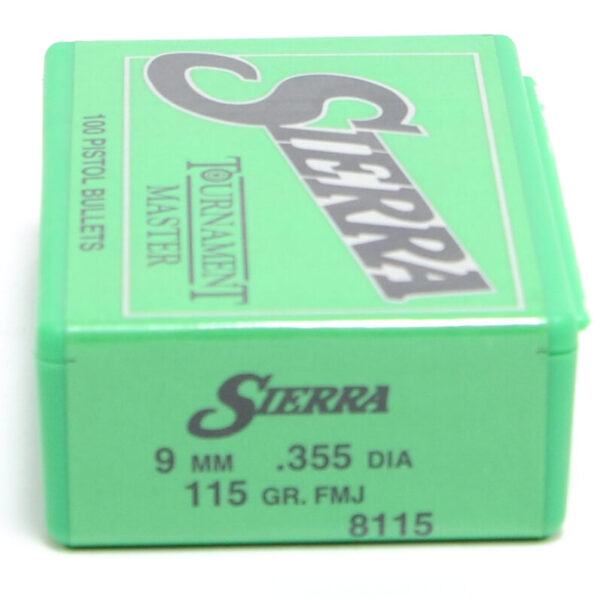 SIERRA
TOURNAMENT
MASTER
100 PISTOL BULLETS
SIERRA
9 MM .355 DIA
115 GR. FMJ
8115